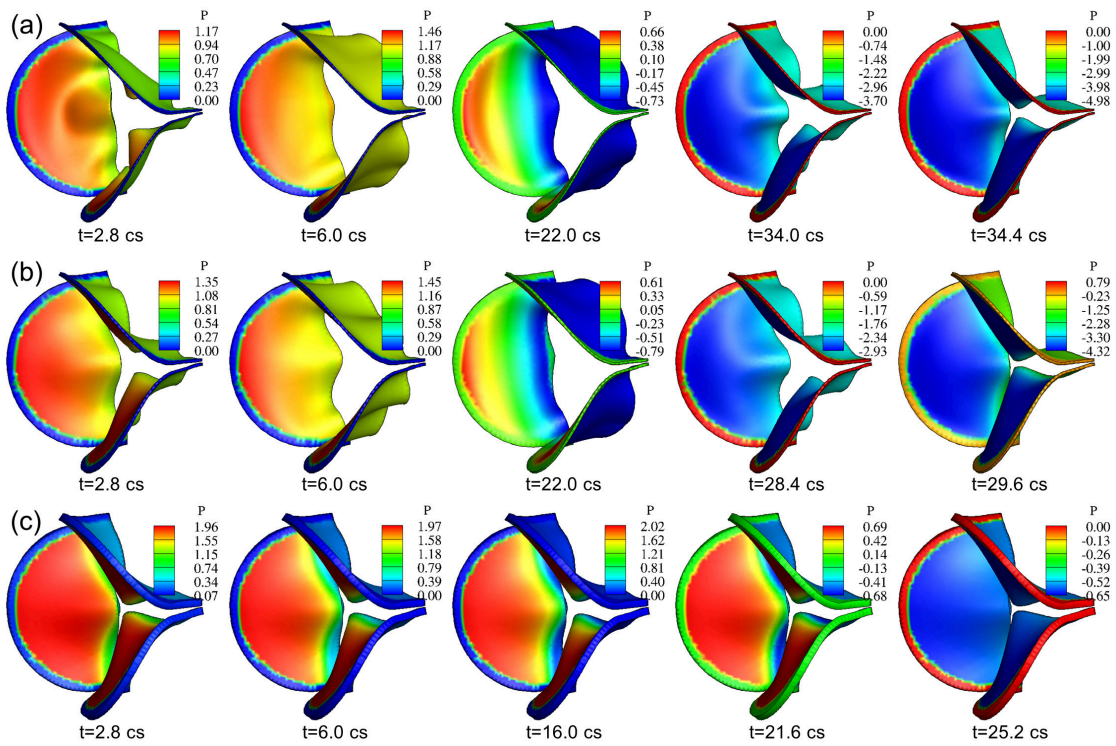 (a)
P
1.17
0.94
0.70
0.47
0.23
0.00
t=2.8 cs
P
1.46
1.17
0.88
0.58
0.29
0.00
t=6.0 cs
P
0.66
0.38
0.10
-0.17
-0.45
-0.73
t=22.0 cs
P
0.00
-0.74
-1.48
-2.22
-2.96
-3.70
t=34.0 cs
P
0.00
-1.00
-1.99
-2.99
-3.98
-4.98
t=34.4 cs
(b)
P
1.35
1.08
0.81
0.54
0.27
0.00
t=2.8 cs
P
1.45
1.16
0.87
0.58
0.29
0.00
t=6.0 cs
P
0.61
0.33
0.05
-0.23
-0.51
-0.79
t=22.0 cs
P
0.00
-0.59
-1.17
-1.76
-2.34
-2.93
t=28.4 cs
P
0.79
-0.23
-1.25
-2.28
-3.30
-4.32
t=29.6 cs
(c)
P
1.96
1.55
1.15
0.74
0.34
0.07
t=2.8 cs
P
1.97
1.58
1.18
0.79
0.39
0.00
t=6.0 cs
P
2.02
1.62
1.21
0.81
0.40
0.00
t=16.0 cs
P
0.69
0.42
0.14
-0.13
-0.41
0.68
t=21.6 cs
P
0.00
-0.13
-0.26
-0.39
-0.52
0.65
t=25.2 cs